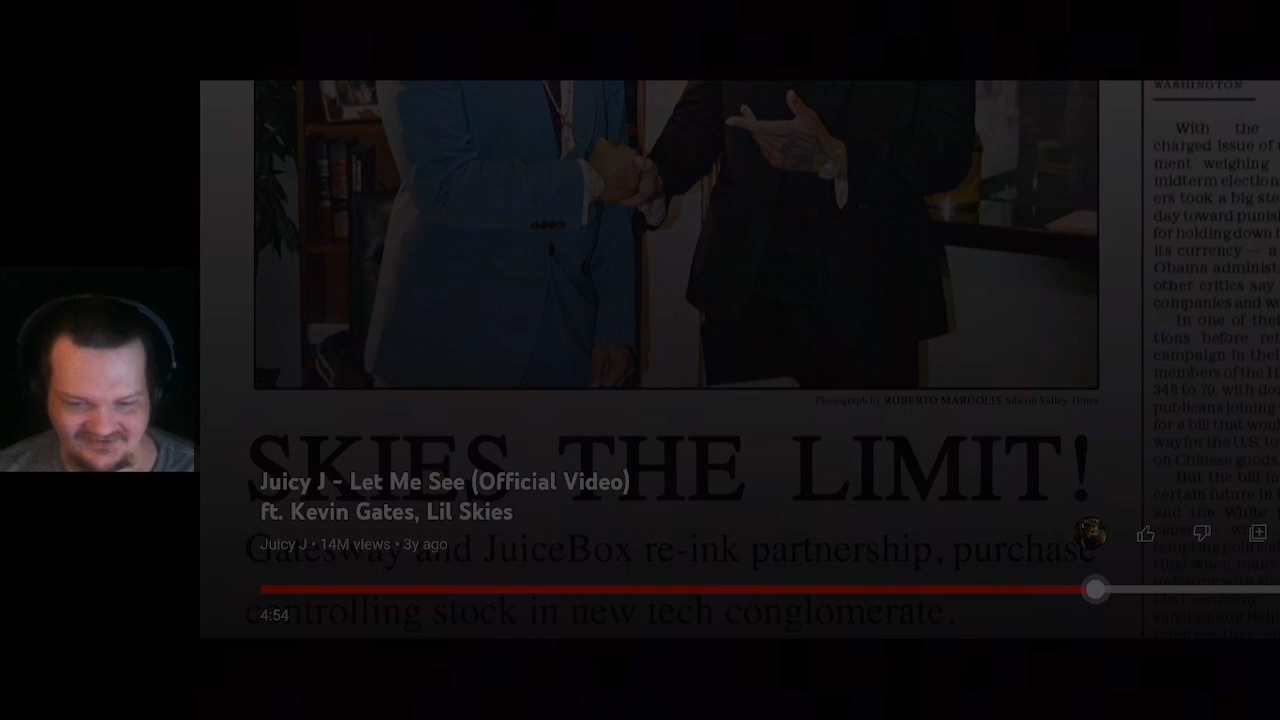 WASHINGTON
With the
charged issue of
ment weighing
midterm election
ers took a big ste
day toward punis
for holding down
its currency — a
Obama administ
other critics say
companies and w
In one of the
tions before re
campaign in the
members of the H
348 to 79, with do
publicans joining
for a bill that wou
way for the U.S. to
on Chinese goods
But the bill fa
certain future in
and the White
Photograph by ROBERTO MARGOLIS Silicon Valley Times
SKIES THE LIMIT!
Juicy J - Let Me See (Official Video)
ft. Kevin Gates, Lil Skies
Juicy J • 14M views • 3y ago
Gatesway and JuiceBox re-ink partnership, purchase
controlling stock in new tech conglomerate.
4:54